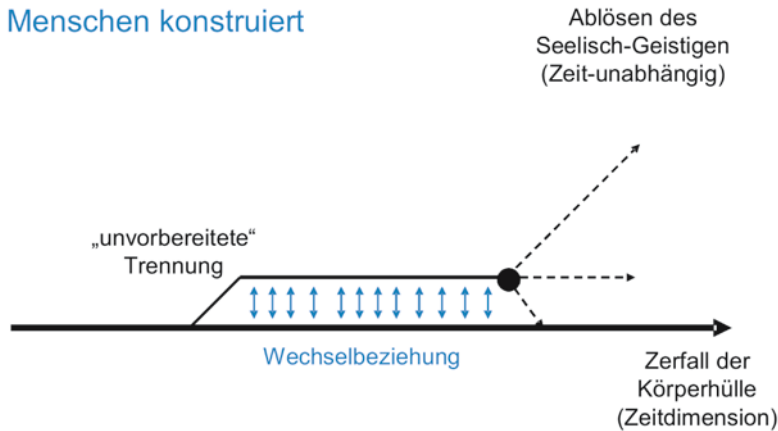 Menschen konstruiert
Ablösen des
Seelisch-Geistigen
(Zeit-unabhängig)
„unvorbereitete“
Trennung
Wechselbeziehung
Zerfall der
Körperhülle
(Zeitdimension)